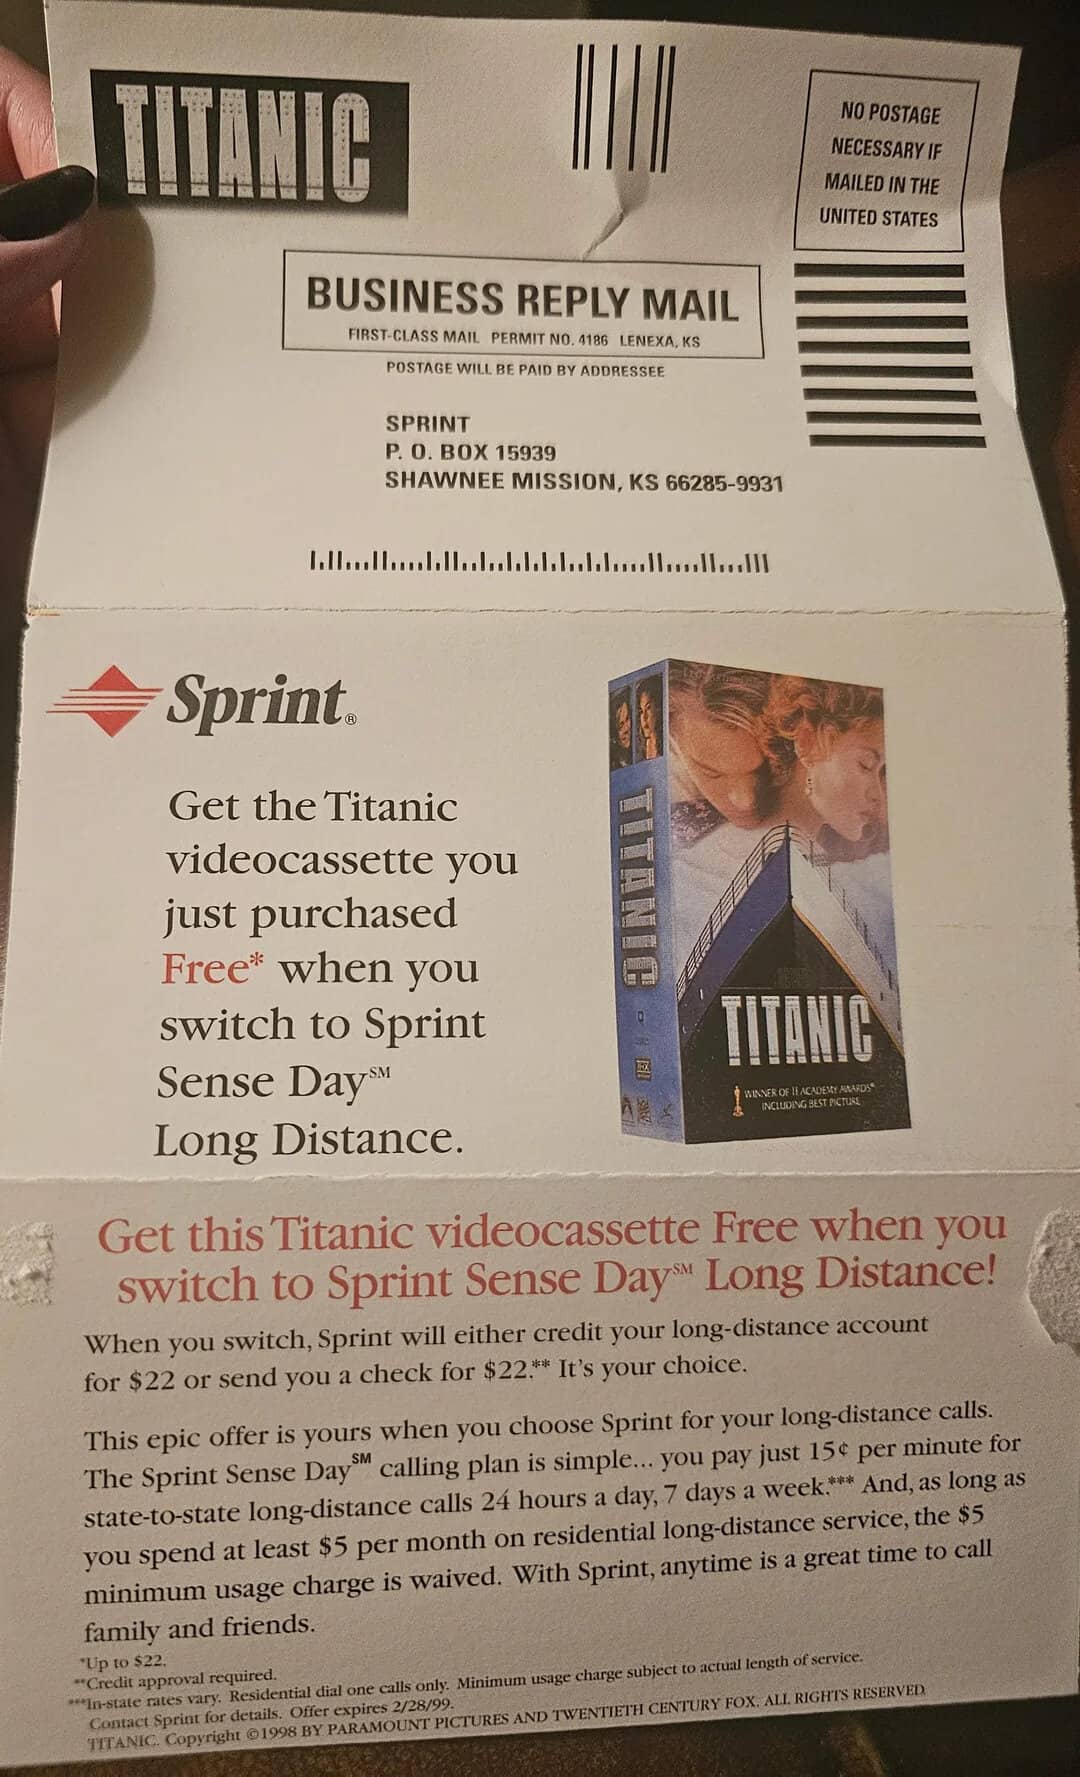 TITANIC
NO POSTAGE
NECESSARY IF
MAILED IN THE
UNITED STATES
BUSINESS REPLY MAIL
FIRST-CLASS MAIL PERMIT NO. 4186 LENEXA, KS
POSTAGE WILL BE PAID BY ADDRESSEE
SPRINT
P. O. BOX 15939
SHAWNEE MISSION, KS 66285-9931
Sprint®
Get the Titanic
videocassette you
just purchased
Free* when you
switch to Sprint
Sense Day℠
Long Distance.
TITANIC
TITANIC
WINNER OF 11 ACADEMY AWARDS®
INCLUDING BEST PICTURE
THX
Get this Titanic videocassette Free when you
switch to Sprint Sense Day℠ Long Distance!
When you switch, Sprint will either credit your long-distance account
for $22 or send you a check for $22.** It's your choice.
This epic offer is yours when you choose Sprint for your long-distance calls.
The Sprint Sense Day℠ calling plan is simple... you pay just 15¢ per minute for
state-to-state long-distance calls 24 hours a day, 7 days a week.*** And, as long as
you spend at least $5 per month on residential long-distance service, the $5
minimum usage charge is waived. With Sprint, anytime is a great time to call
family and friends.
*Up to $22.
**Credit approval required.
***In-state rates vary. Residential dial one calls only. Minimum usage charge subject to actual length of service.
Contact Sprint for details. Offer expires 2/28/99.
TITANIC. Copyright ©1998 BY PARAMOUNT PICTURES AND TWENTIETH CENTURY FOX. ALL RIGHTS RESERVED